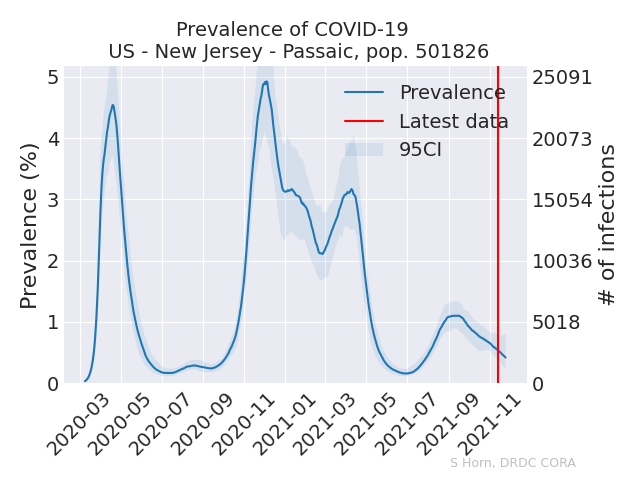 Prevalence of COVID-19
US - New Jersey - Passaic, pop. 501826
Prevalence (%)
5
4
3
2
1
0
25091
20073
15054
10036
5018
0
# of infections
Prevalence
Latest data
95CI
2020-03
2020-05
2020-07
2020-09
2020-11
2021-01
2021-03
2021-05
2021-07
2021-09
2021-11
S Horn, DRDC CORA